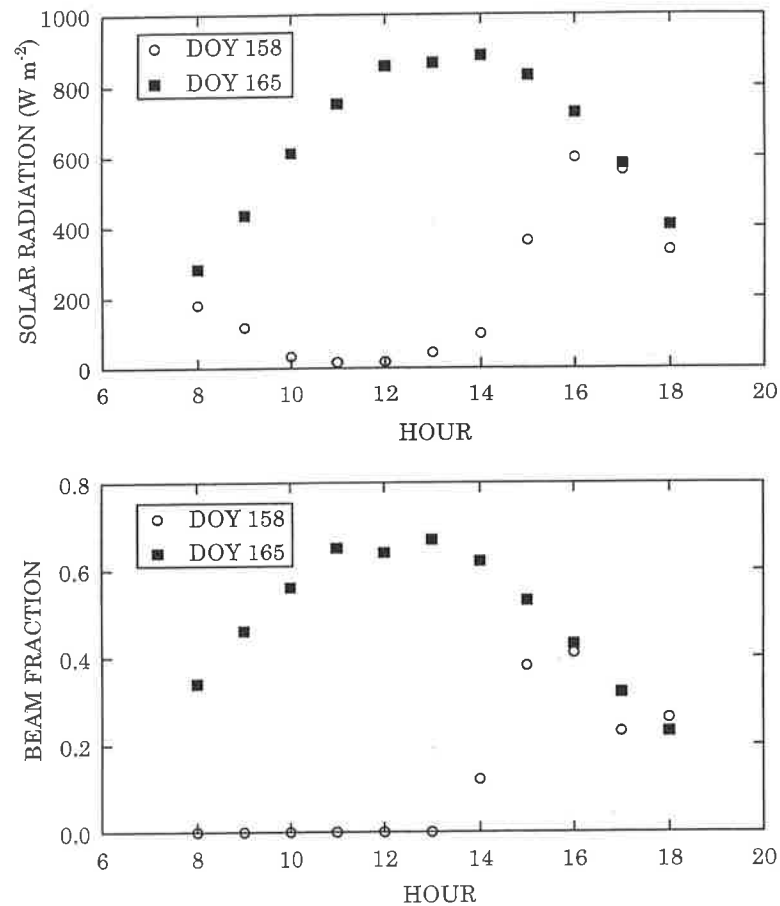 1000
800
600
400
200
0
SOLAR RADIATION (W m-2)
DOY 158
DOY 165
6 8 10 12 14 16 18 20
HOUR
0.8
0.6
0.4
0.2
0.0
BEAM FRACTION
DOY 158
DOY 165
6 8 10 12 14 16 18 20
HOUR